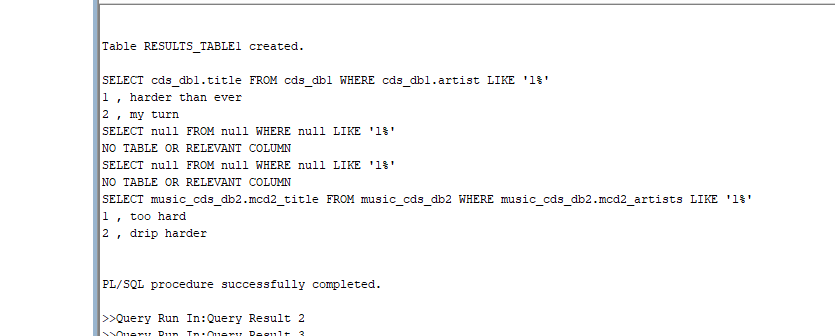 Table RESULTS_TABLE1 created.
SELECT cds_db1.title FROM cds_db1 WHERE cds_db1.artist LIKE 'l%'
1 , harder than ever
2 , my turn
SELECT null FROM null WHERE null LIKE 'l%'
NO TABLE OR RELEVANT COLUMN
SELECT null FROM null WHERE null LIKE 'l%'
NO TABLE OR RELEVANT COLUMN
SELECT music_cds_db2.mcd2_title FROM music_cds_db2 WHERE music_cds_db2.mcd2_artists LIKE 'l%'
1 , too hard
2 , drip harder
PL/SQL procedure successfully completed.
>>Query Run In:Query Result 2
>>Query Run In:Query Result 3